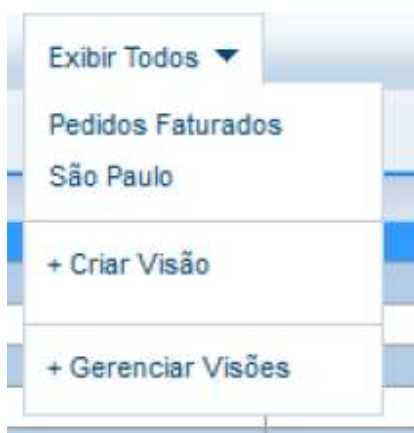 Exibir Todos
Pedidos Faturados
São Paulo
+ Criar Visão
+ Gerenciar Visões